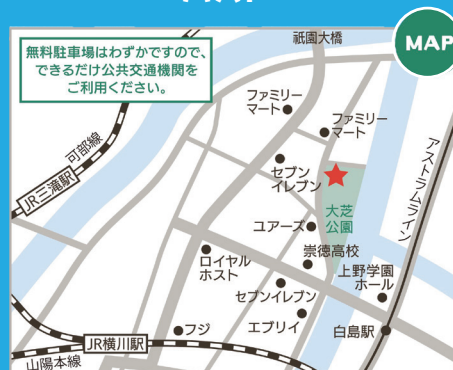 MAP
無料駐車場はわずかですので、
できるだけ公共交通機関を
ご利用ください。
祇園大橋
ファミリー
マート
ファミリー
マート
可部線
JR三滝駅
セブン
イレブン
アストラムライン
大芝
公園
ユアーズ
崇徳高校
ロイヤル
ホスト
上野学園
ホール
セブンイレブン
エブリイ
フジ
白島駅
JR横川駅
山陽本線